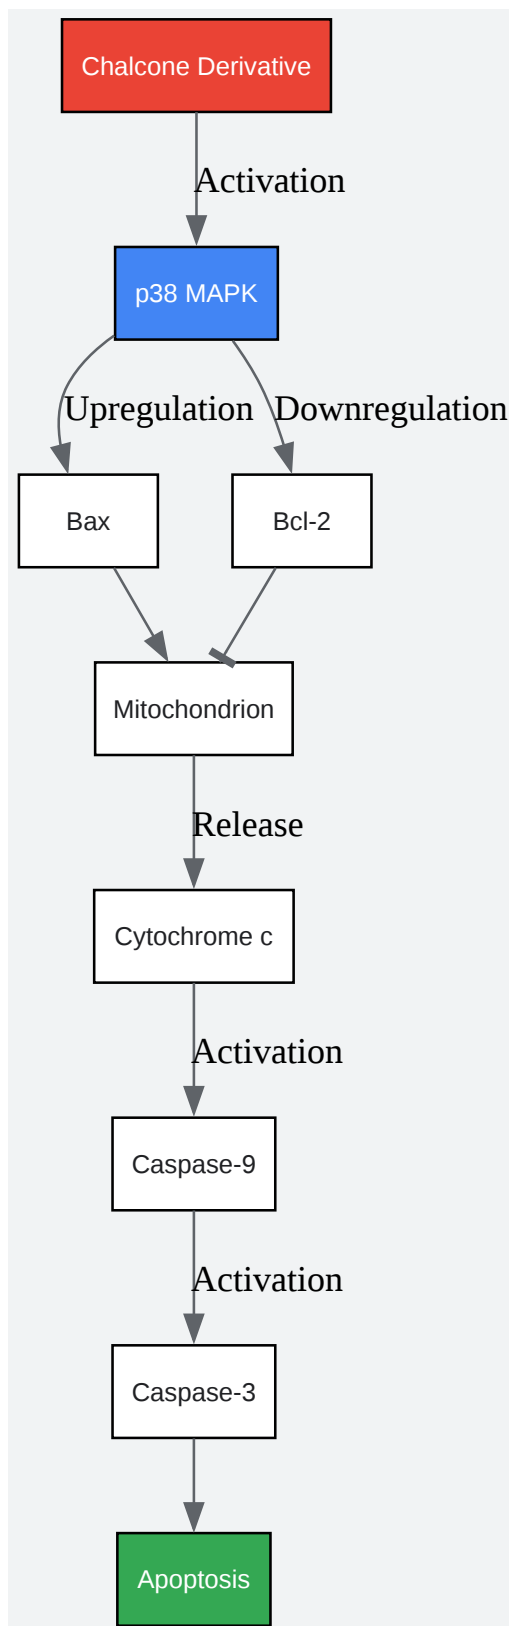 Chalcone Derivative
Activation
p38 MAPK
Upregulation
Downregulation
Bax
Bcl-2
Mitochondrion
Release
Cytochrome c
Activation
Caspase-9
Activation
Caspase-3
Apoptosis